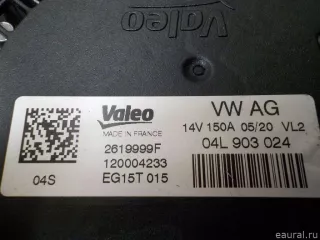 Valeo
Valeo
MADE IN FRANCE
2619999F
120004233
EG15T 015
04S
VW AG
14V 150A 05/20 VL2
04L 903 024
eaural.ru